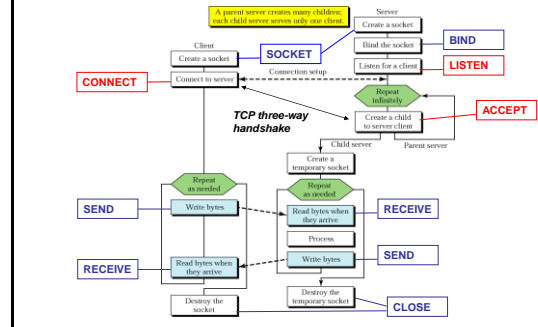 A parent server creates many children;
each child server serves only one client.
Server
Create a socket
Client
SOCKET
Bind the socket
BIND
Create a socket
Listen for a client
LISTEN
CONNECT
Connect to server
Connection setup
Repeat
infinitely
TCP three-way
handshake
Create a child
to server client
ACCEPT
Child server
Parent server
Create a
temporary socket
Repeat
as needed
Repeat
as needed
SEND
Write bytes
Read bytes when
they arrive
RECEIVE
Process
RECEIVE
Read bytes when
they arrive
Write bytes
SEND
Destroy the
socket
Destroy the
temporary socket
CLOSE